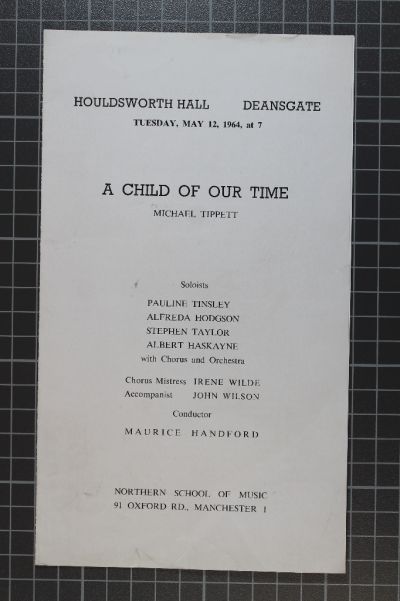 HOULDSWORTH HALL DEANSGATE
TUESDAY, MAY 12, 1964, at 7
A CHILD OF OUR TIME
MICHAEL TIPPETT
Soloists
PAULINE TINSLEY
ALFREDA HODGSON
STEPHEN TAYLOR
ALBERT HASKAYNE
with Chorus and Orchestra
Chorus Mistress IRENE WILDE
Accompanist JOHN WILSON
Conductor
MAURICE HANDFORD
NORTHERN SCHOOL OF MUSIC
91 OXFORD RD., MANCHESTER 1